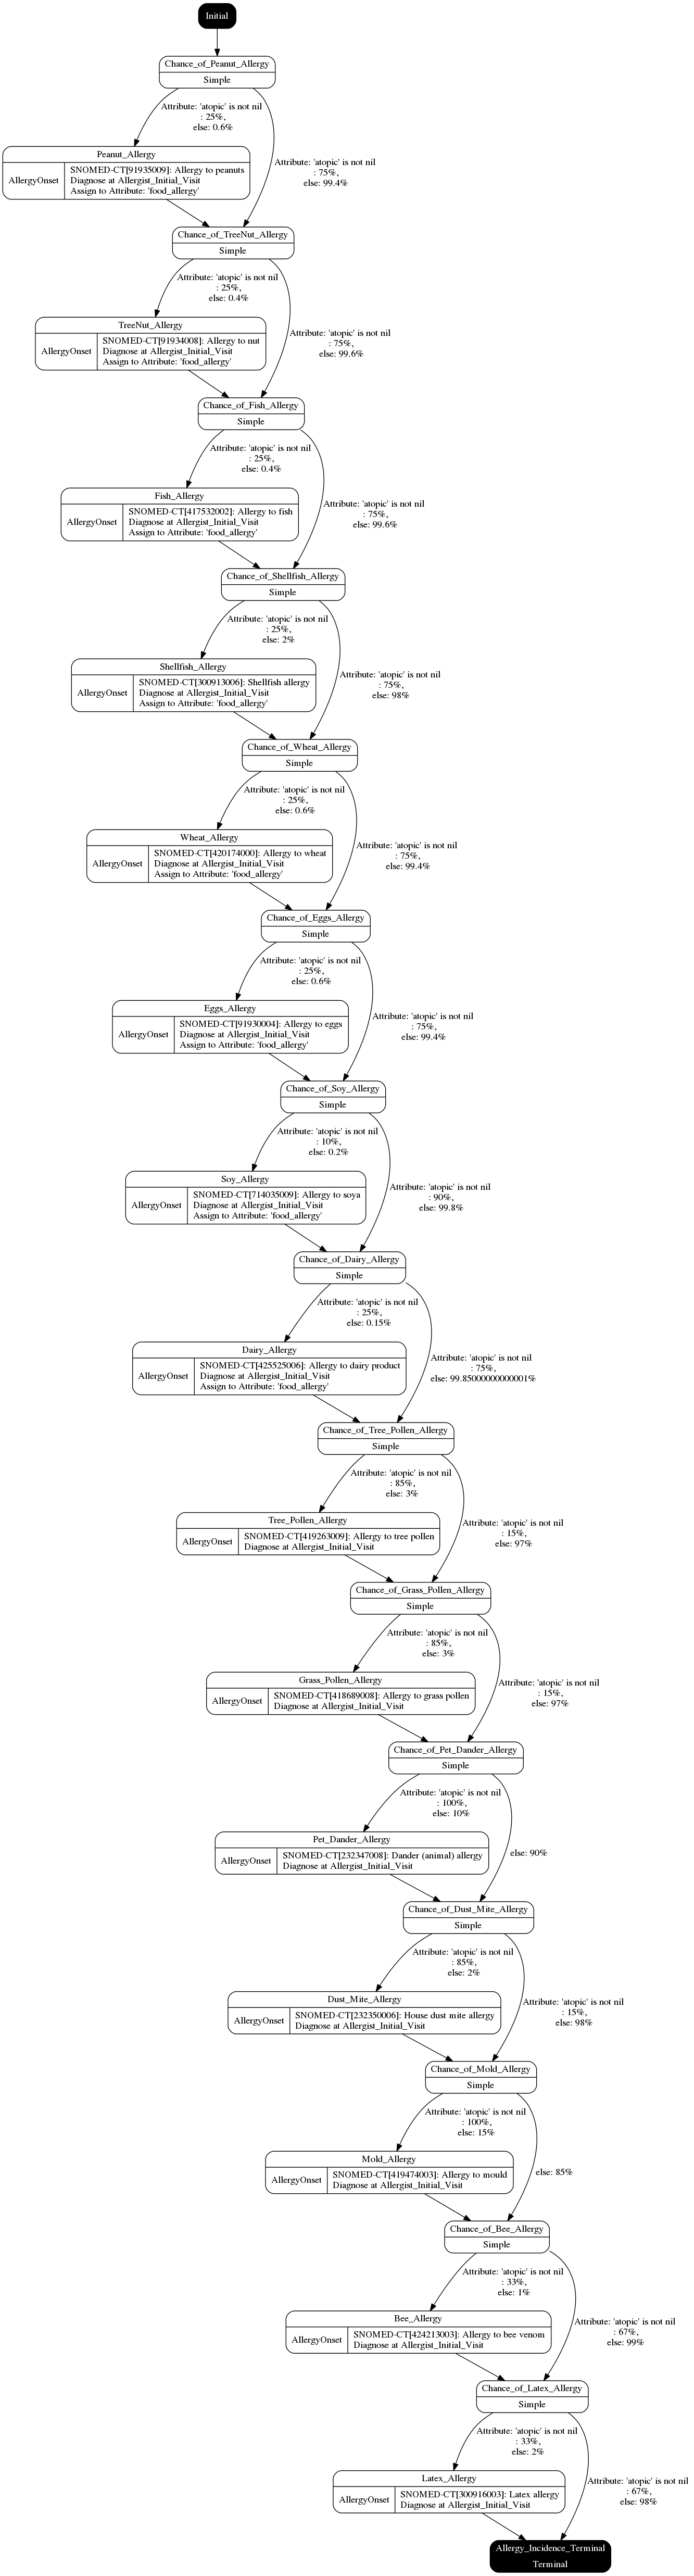 Initial
Chance_of_Peanut_Allergy
Simple
Attribute: 'atopic' is not nil
: 25%,
else: 0.6%
Attribute: 'atopic' is not nil
: 75%,
else: 99.4%
Peanut_Allergy
AllergyOnset
SNOMED-CT[91935009]: Allergy to peanuts
Diagnose at Allergist_Initial_Visit
Assign to Attribute: 'food_allergy'
Chance_of_TreeNut_Allergy
Simple
Attribute: 'atopic' is not nil
: 25%,
else: 0.4%
Attribute: 'atopic' is not nil
: 75%,
else: 99.6%
TreeNut_Allergy
AllergyOnset
SNOMED-CT[91934008]: Allergy to nut
Diagnose at Allergist_Initial_Visit
Assign to Attribute: 'food_allergy'
Chance_of_Fish_Allergy
Simple
Attribute: 'atopic' is not nil
: 25%,
else: 0.4%
Attribute: 'atopic' is not nil
: 75%,
else: 99.6%
Fish_Allergy
AllergyOnset
SNOMED-CT[417532002]: Allergy to fish
Diagnose at Allergist_Initial_Visit
Assign to Attribute: 'food_allergy'
Chance_of_Shellfish_Allergy
Simple
Attribute: 'atopic' is not nil
: 25%,
else: 2%
Attribute: 'atopic' is not nil
: 75%,
else: 98%
Shellfish_Allergy
AllergyOnset
SNOMED-CT[300913006]: Shellfish allergy
Diagnose at Allergist_Initial_Visit
Assign to Attribute: 'food_allergy'
Chance_of_Wheat_Allergy
Simple
Attribute: 'atopic' is not nil
: 25%,
else: 0.6%
Attribute: 'atopic' is not nil
: 75%,
else: 99.4%
Wheat_Allergy
AllergyOnset
SNOMED-CT[420174000]: Allergy to wheat
Diagnose at Allergist_Initial_Visit
Assign to Attribute: 'food_allergy'
Chance_of_Eggs_Allergy
Simple
Attribute: 'atopic' is not nil
: 25%,
else: 0.6%
Attribute: 'atopic' is not nil
: 75%,
else: 99.4%
Eggs_Allergy
AllergyOnset
SNOMED-CT[91930004]: Allergy to eggs
Diagnose at Allergist_Initial_Visit
Assign to Attribute: 'food_allergy'
Chance_of_Soy_Allergy
Simple
Attribute: 'atopic' is not nil
: 10%,
else: 0.2%
Attribute: 'atopic' is not nil
: 90%,
else: 99.8%
Soy_Allergy
AllergyOnset
SNOMED-CT[714035009]: Allergy to soya
Diagnose at Allergist_Initial_Visit
Assign to Attribute: 'food_allergy'
Chance_of_Dairy_Allergy
Simple
Attribute: 'atopic' is not nil
: 25%,
else: 0.15%
Attribute: 'atopic' is not nil
: 75%,
else: 99.85000000000001%
Dairy_Allergy
AllergyOnset
SNOMED-CT[425525006]: Allergy to dairy product
Diagnose at Allergist_Initial_Visit
Assign to Attribute: 'food_allergy'
Chance_of_Tree_Pollen_Allergy
Simple
Attribute: 'atopic' is not nil
: 85%,
else: 3%
Attribute: 'atopic' is not nil
: 15%,
else: 97%
Tree_Pollen_Allergy
AllergyOnset
SNOMED-CT[419263009]: Allergy to tree pollen
Diagnose at Allergist_Initial_Visit
Chance_of_Grass_Pollen_Allergy
Simple
Attribute: 'atopic' is not nil
: 85%,
else: 3%
Attribute: 'atopic' is not nil
: 15%,
else: 97%
Grass_Pollen_Allergy
AllergyOnset
SNOMED-CT[418689008]: Allergy to grass pollen
Diagnose at Allergist_Initial_Visit
Chance_of_Pet_Dander_Allergy
Simple
Attribute: 'atopic' is not nil
: 100%,
else: 10%
else: 90%
Pet_Dander_Allergy
AllergyOnset
SNOMED-CT[232347008]: Dander (animal) allergy
Diagnose at Allergist_Initial_Visit
Chance_of_Dust_Mite_Allergy
Simple
Attribute: 'atopic' is not nil
: 85%,
else: 2%
Attribute: 'atopic' is not nil
: 15%,
else: 98%
Dust_Mite_Allergy
AllergyOnset
SNOMED-CT[232350006]: House dust mite allergy
Diagnose at Allergist_Initial_Visit
Chance_of_Mold_Allergy
Simple
Attribute: 'atopic' is not nil
: 100%,
else: 15%
else: 85%
Mold_Allergy
AllergyOnset
SNOMED-CT[419474003]: Allergy to mould
Diagnose at Allergist_Initial_Visit
Chance_of_Bee_Allergy
Simple
Attribute: 'atopic' is not nil
: 33%,
else: 1%
Attribute: 'atopic' is not nil
: 67%,
else: 99%
Bee_Allergy
AllergyOnset
SNOMED-CT[424213003]: Allergy to bee venom
Diagnose at Allergist_Initial_Visit
Chance_of_Latex_Allergy
Simple
Attribute: 'atopic' is not nil
: 33%,
else: 2%
Attribute: 'atopic' is not nil
: 67%,
else: 98%
Latex_Allergy
AllergyOnset
SNOMED-CT[300916003]: Latex allergy
Diagnose at Allergist_Initial_Visit
Allergy_Incidence_Terminal
Terminal